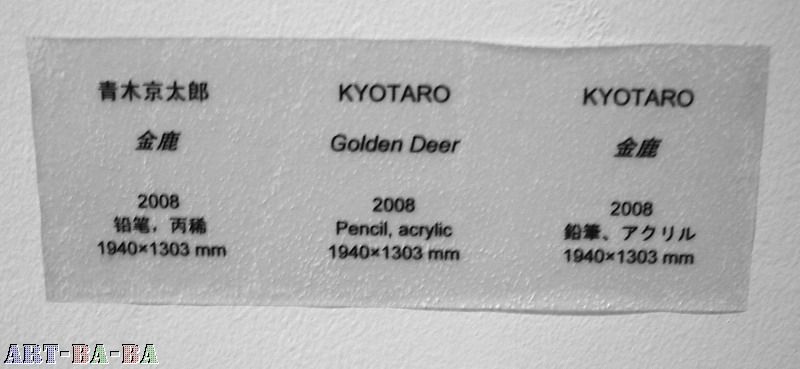 青木京太郎
金鹿
2008
铅笔，丙稀
1940×1303 mm
KYOTARO
Golden Deer
2008
Pencil, acrylic
1940×1303 mm
KYOTARO
金鹿
2008
鉛筆、アクリル
1940×1303 mm
ART-BA-BA